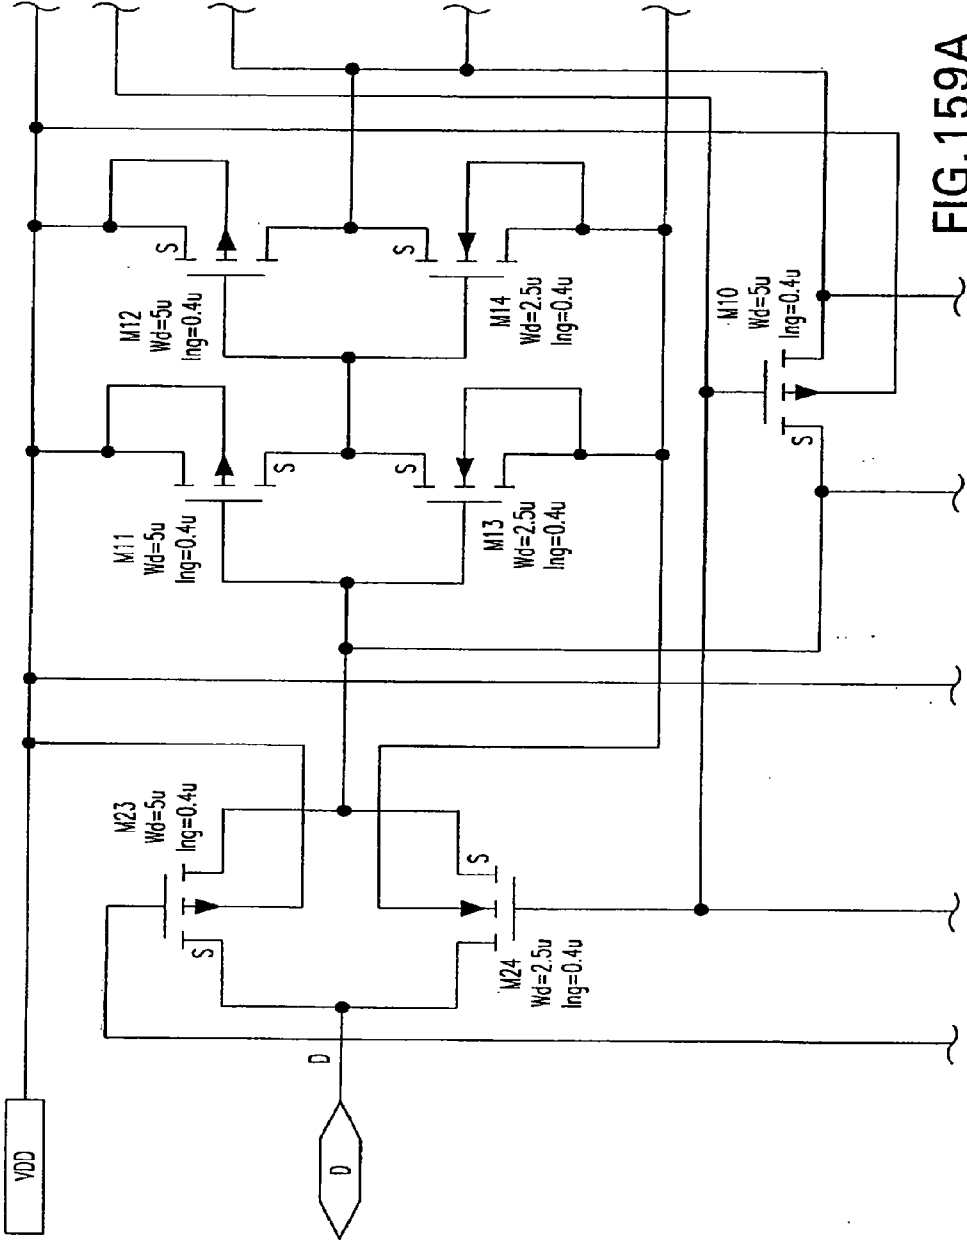 VDD
D
D
M23
Wd=5u
lng=0.4u
S
M24
Wd=2.5u
lng=0.4u
S
M11
Wd=5u
lng=0.4u
S
M13
Wd=2.5u
lng=0.4u
S
M12
Wd=5u
lng=0.4u
S
M14
Wd=2.5u
lng=0.4u
S
M10
Wd=5u
lng=0.4u
S
FIG.159A